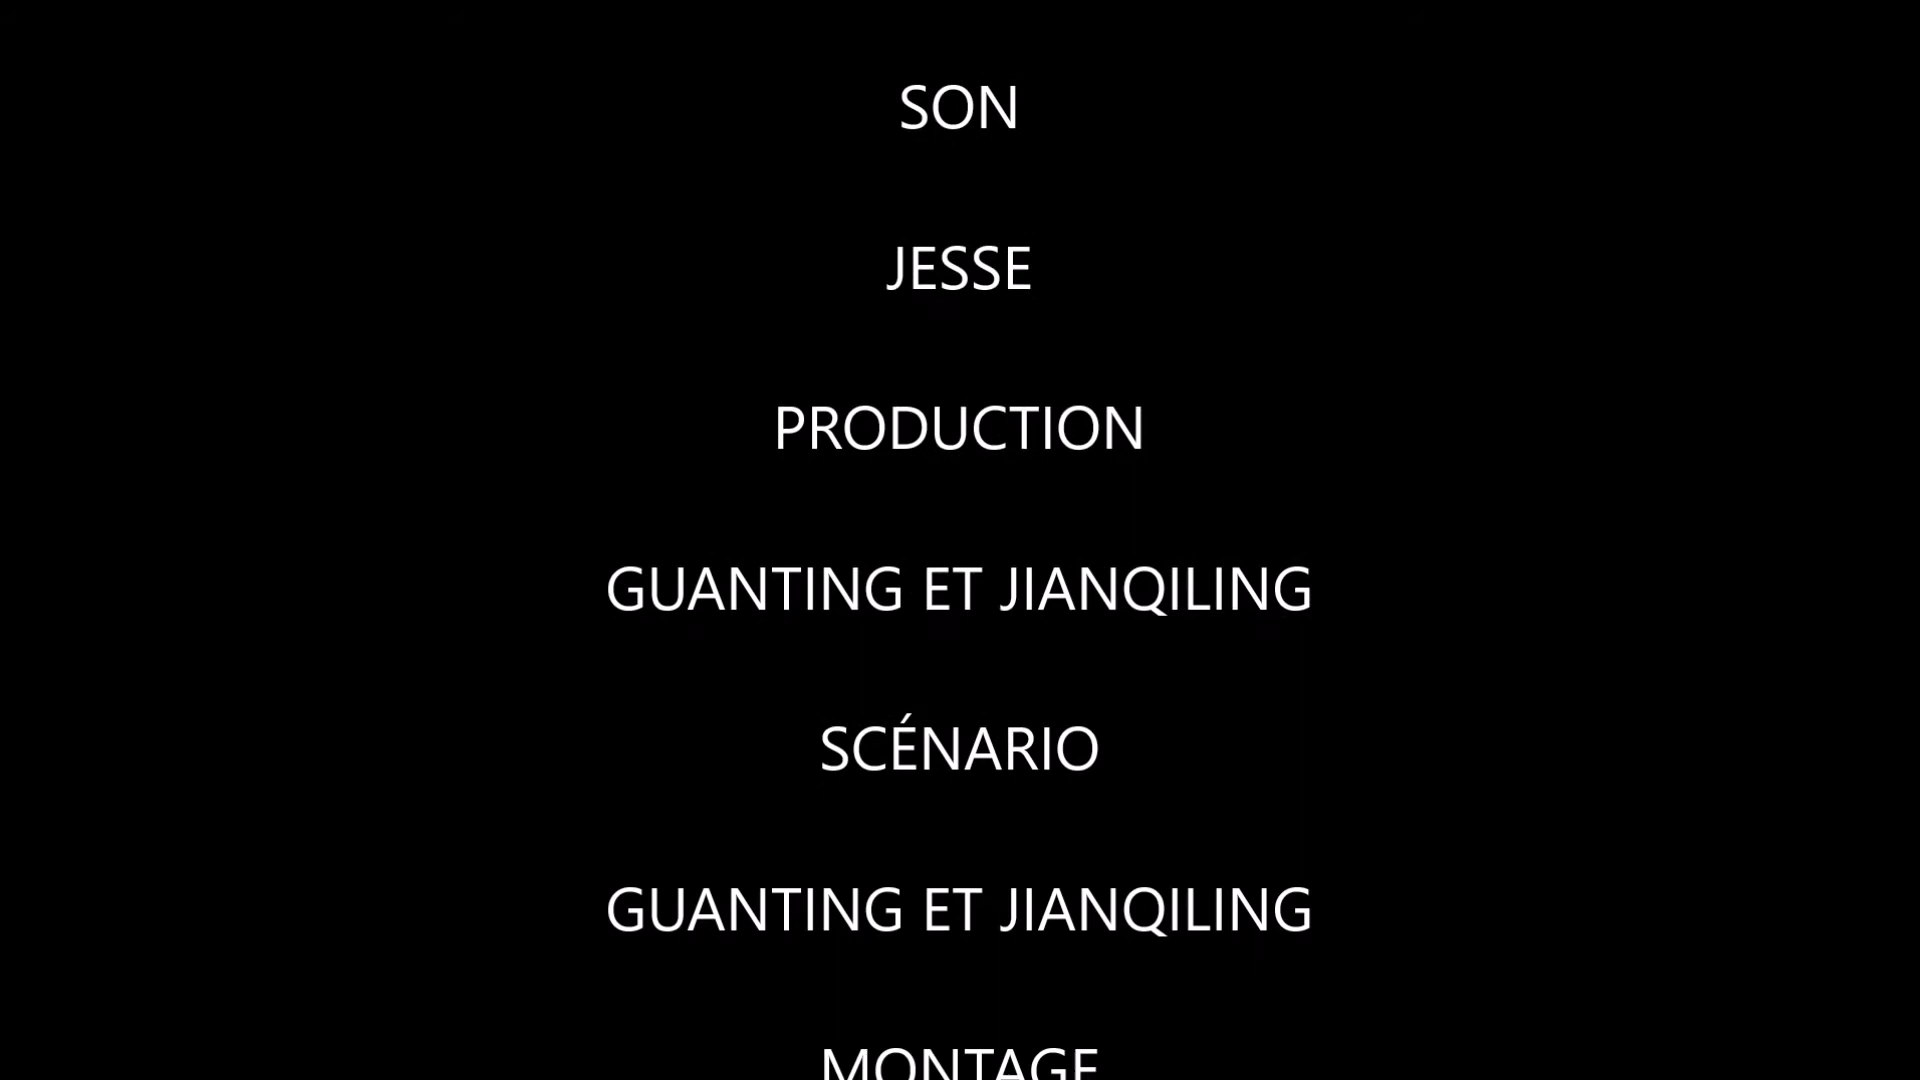 SON
JESSE
PRODUCTION
GUANTING ET JIANQILING
SCÉNARIO
GUANTING ET JIANQILING
MONTAGE